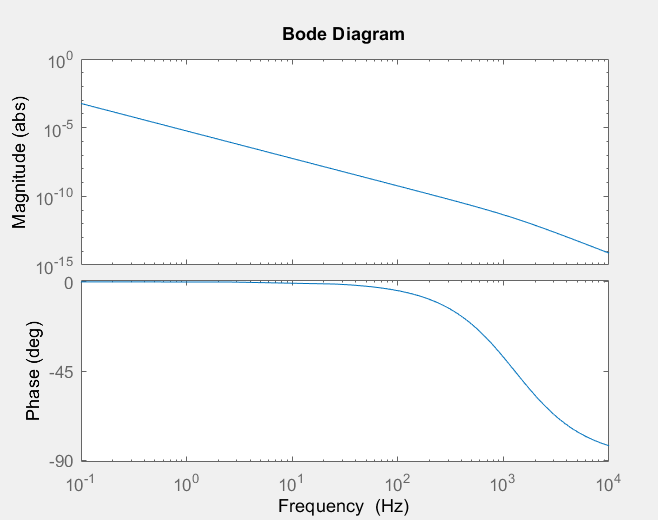 Bode Diagram
10^0
10^-5
10^-10
10^-15
Magnitude (abs)
0
-45
-90
Phase (deg)
10^-1 10^0 10^1 10^2 10^3 10^4
Frequency (Hz)